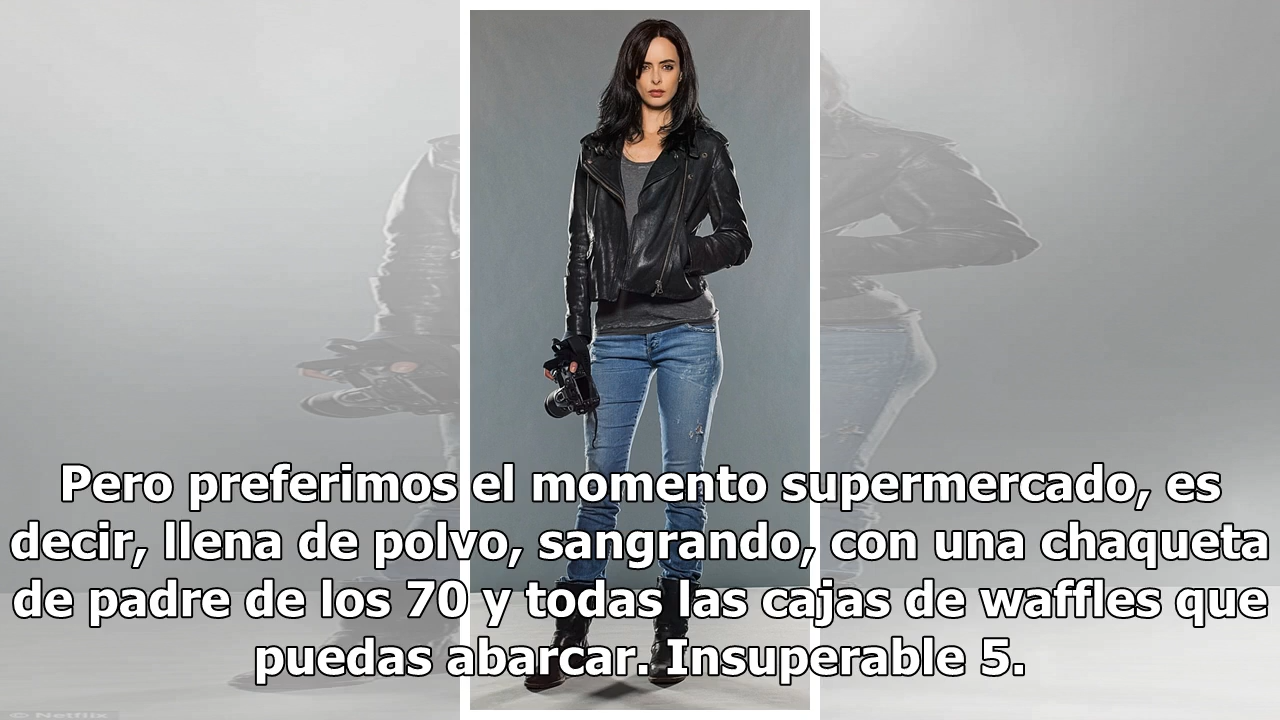 Pero preferimos el momento supermercado, es
decir, llena de polvo, sangrando, con una chaqueta
de padre de los 70 y todas las cajas de waffles que
puedas abarcar. Insuperable 5.
© Netflix